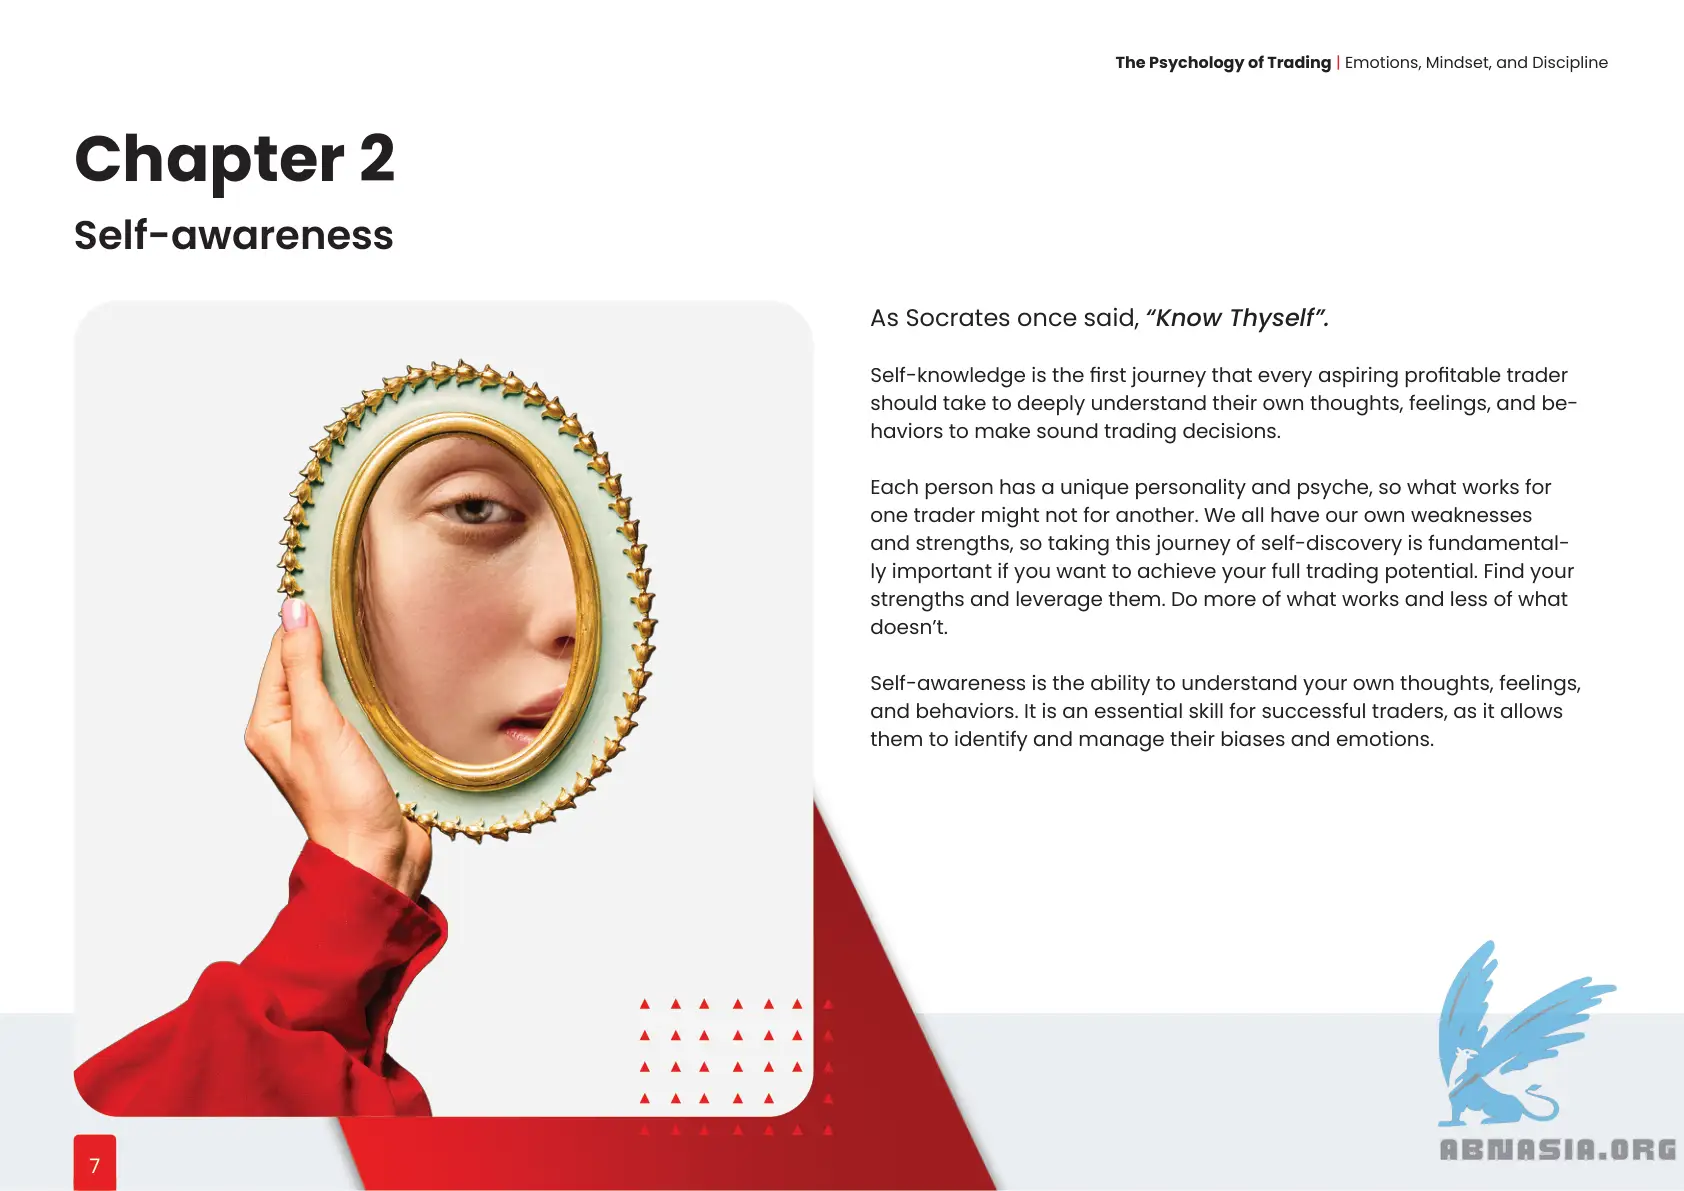 The Psychology of Trading | Emotions, Mindset, and Discipline
Chapter 2
Self-awareness
As Socrates once said, “Know Thyself”.
Self-knowledge is the first journey that every aspiring profitable trader
should take to deeply understand their own thoughts, feelings, and be-
haviors to make sound trading decisions.
Each person has a unique personality and psyche, so what works for
one trader might not for another. We all have our own weaknesses
and strengths, so taking this journey of self-discovery is fundamental-
ly important if you want to achieve your full trading potential. Find your
strengths and leverage them. Do more of what works and less of what
doesn’t.
Self-awareness is the ability to understand your own thoughts, feelings,
and behaviors. It is an essential skill for successful traders, as it allows
them to identify and manage their biases and emotions.
7
ABNASIA.ORG